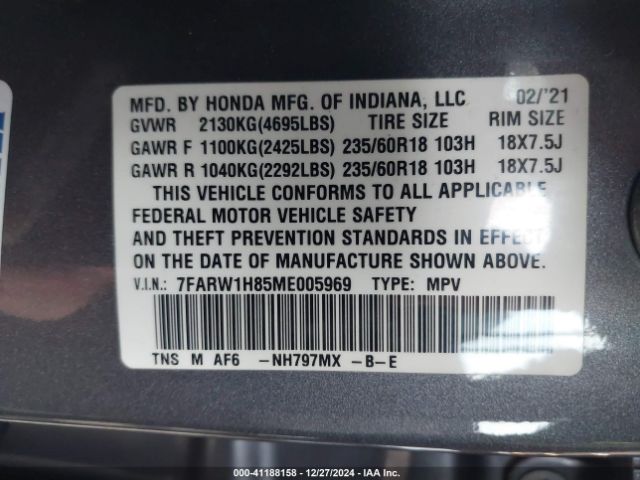 MFD. BY HONDA MFG. OF INDIANA, LLC 02/'21
GVWR 2130KG(4695LBS) TIRE SIZE RIM SIZE
GAWR F 1100KG(2425LBS) 235/60R18 103H 18X7.5J
GAWR R 1040KG(2292LBS) 235/60R18 103H 18X7.5J
THIS VEHICLE CONFORMS TO ALL APPLICABLE
FEDERAL MOTOR VEHICLE SAFETY
AND THEFT PREVENTION STANDARDS IN EFFECT
ON THE DATE OF MANUFACTURE SHOWN ABOVE.
V.I.N.: 7FARW1H85ME005969 TYPE: MPV
TNS M AF6 -NH797MX -B-E
000-41188158 - 12/27/2024 - IAA Inc.